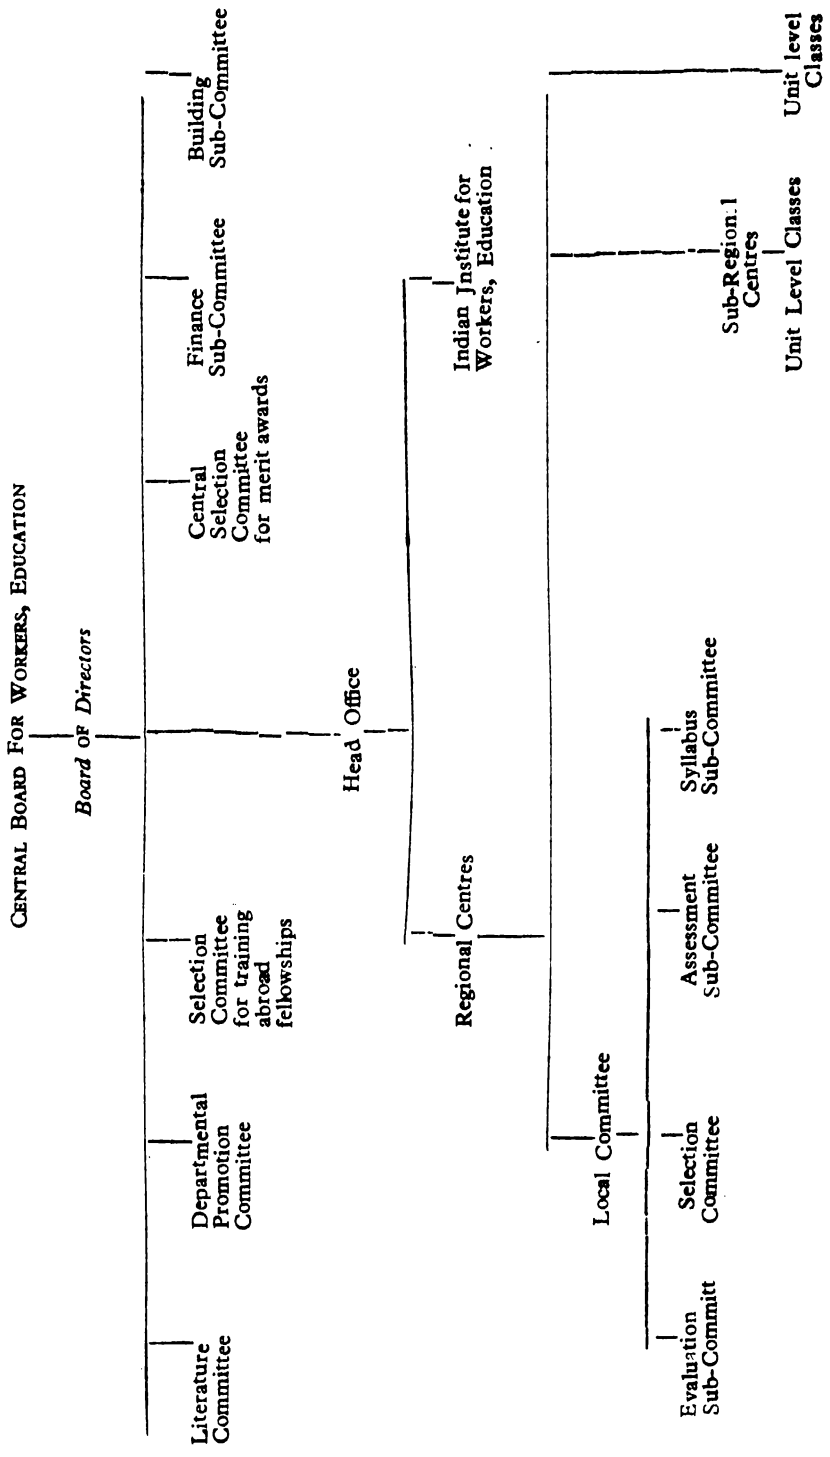 CENTRAL BOARD FOR WORKERS, EDUCATION
Board OF Directors
Literature
Committee
Departmental
Promotion
Committee
Selection
Committee
for training
abroad
fellowships
Central
Selection
Committee
for merit awards
Finance
Sub-Committee
Building
Sub-Committee
Head Office
Regional Centres
Indian Jnstitute for
Workers, Education
Local Committee
Sub-Region:l
Centres
Unit Level Classes
Unit level
Classes
Evaluation
Sub-Committ
Selection
Committee
Assessment
Sub-Committee
Syllabus
Sub-Committee